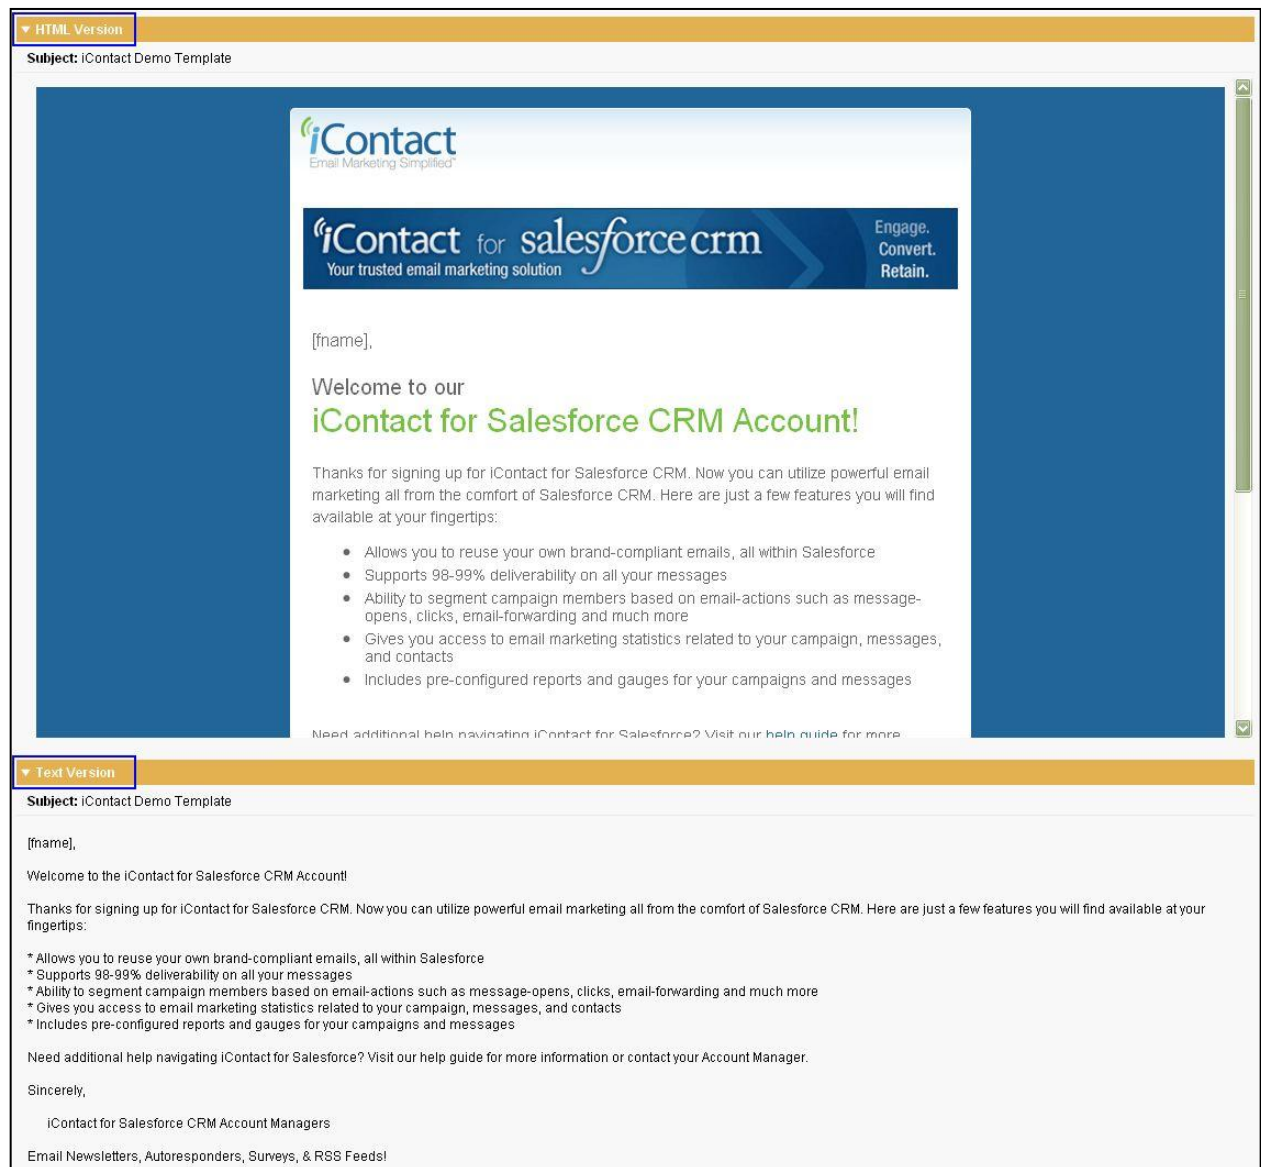 HTML Version
Subject: iContact Demo Template
iContact
Email Marketing Simplified™
iContact for salesforce crm
Your trusted email marketing solution
Engage.
Convert.
Retain.
[fname],
Welcome to our
iContact for Salesforce CRM Account!
Thanks for signing up for iContact for Salesforce CRM. Now you can utilize powerful email
marketing all from the comfort of Salesforce CRM. Here are just a few features you will find
available at your fingertips:
• Allows you to reuse your own brand-compliant emails, all within Salesforce
• Supports 98-99% deliverability on all your messages
• Ability to segment campaign members based on email-actions such as message-
opens, clicks, email-forwarding and much more
• Gives you access to email marketing statistics related to your campaign, messages,
and contacts
• Includes pre-configured reports and gauges for your campaigns and messages
Need additional help navigating iContact for Salesforce? Visit our help guide for more
Text Version
Subject: iContact Demo Template
[fname],
Welcome to the iContact for Salesforce CRM Account!
Thanks for signing up for iContact for Salesforce CRM. Now you can utilize powerful email marketing all from the comfort of Salesforce CRM. Here are just a few features you will find available at your
fingertips:
* Allows you to reuse your own brand-compliant emails, all within Salesforce
* Supports 98-99% deliverability on all your messages
* Ability to segment campaign members based on email-actions such as message-opens, clicks, email-forwarding and much more
* Gives you access to email marketing statistics related to your campaign, messages, and contacts
* Includes pre-configured reports and gauges for your campaigns and messages
Need additional help navigating iContact for Salesforce? Visit our help guide for more information or contact your Account Manager.
Sincerely,
iContact for Salesforce CRM Account Managers
Email Newsletters, Autoresponders, Surveys, & RSS Feeds!